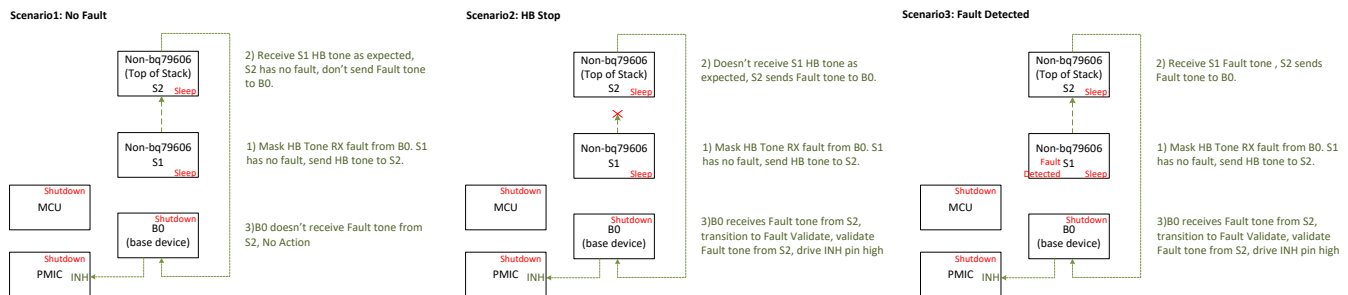 Scenario1: No Fault
Non-bq79606
(Top of Stack)
S2
Sleep
2) Receive S1 HB tone as expected,
S2 has no fault, don't send Fault tone
to B0.
Non-bq79606
S1
Sleep
1) Mask HB Tone RX fault from B0. S1
has no fault, send HB tone to S2.
Shutdown
MCU
Shutdown
B0
(base device)
3)B0 doesn't receive Fault tone from
S2, No Action
Shutdown
PMIC
INH
Scenario2: HB Stop
Non-bq79606
(Top of Stack)
S2
Sleep
2) Doesn't receive S1 HB tone as
expected, S2 sends Fault tone to B0.
Non-bq79606
S1
Sleep
1) Mask HB Tone RX fault from B0. S1
has no fault, send HB tone to S2.
Shutdown
MCU
Shutdown
B0
(base device)
3)B0 receives Fault tone from S2,
transition to Fault Validate, validate
Fault tone from S2, drive INH pin high
Shutdown
PMIC
INH
Scenario3: Fault Detected
Non-bq79606
(Top of Stack)
S2
Sleep
2) Receive S1 Fault tone , S2 sends
Fault tone to B0.
Non-bq79606
Fault
Detected
S1
Sleep
1) Mask HB Tone RX fault from B0. S1
has no fault, send HB tone to S2.
Shutdown
MCU
Shutdown
B0
(base device)
3)B0 receives Fault tone from S2,
transition to Fault Validate, validate
Fault tone from S2, drive INH pin high
Shutdown
PMIC
INH